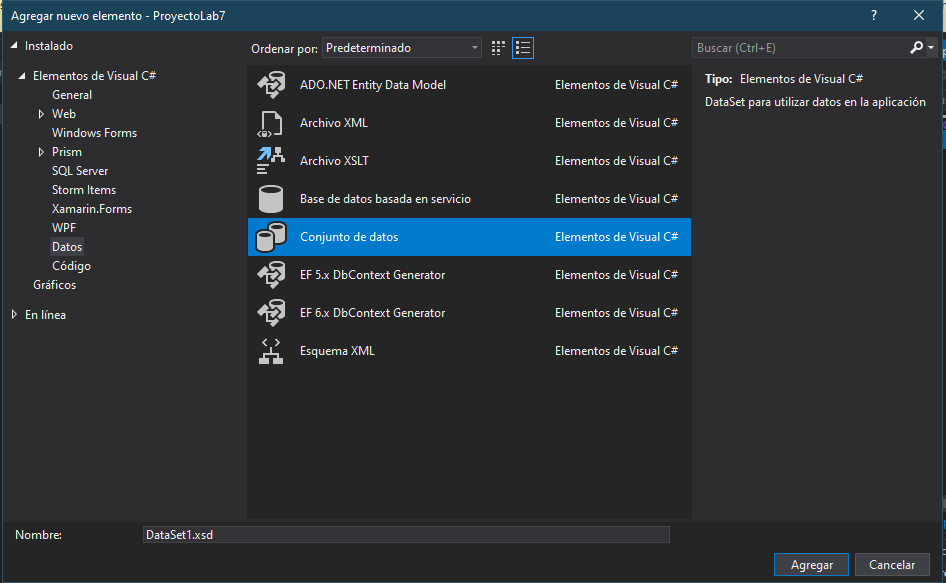 Agregar nuevo elemento - ProyectoLab7
?
Instalado
Elementos de Visual C#
General
Web
Windows Forms
Prism
SQL Server
Storm Items
Xamarin.Forms
WPF
Datos
Código
Gráficos
En línea
Ordenar por: Predeterminado
ADO.NET Entity Data Model Elementos de Visual C#
Archivo XML Elementos de Visual C#
Archivo XSLT Elementos de Visual C#
Base de datos basada en servicio Elementos de Visual C#
Conjunto de datos Elementos de Visual C#
EF 5.x DbContext Generator Elementos de Visual C#
EF 6.x DbContext Generator Elementos de Visual C#
Esquema XML Elementos de Visual C#
Buscar (Ctrl+E)
Tipo: Elementos de Visual C#
DataSet para utilizar datos en la aplicación
Nombre: DataSet1.xsd
Agregar Cancelar